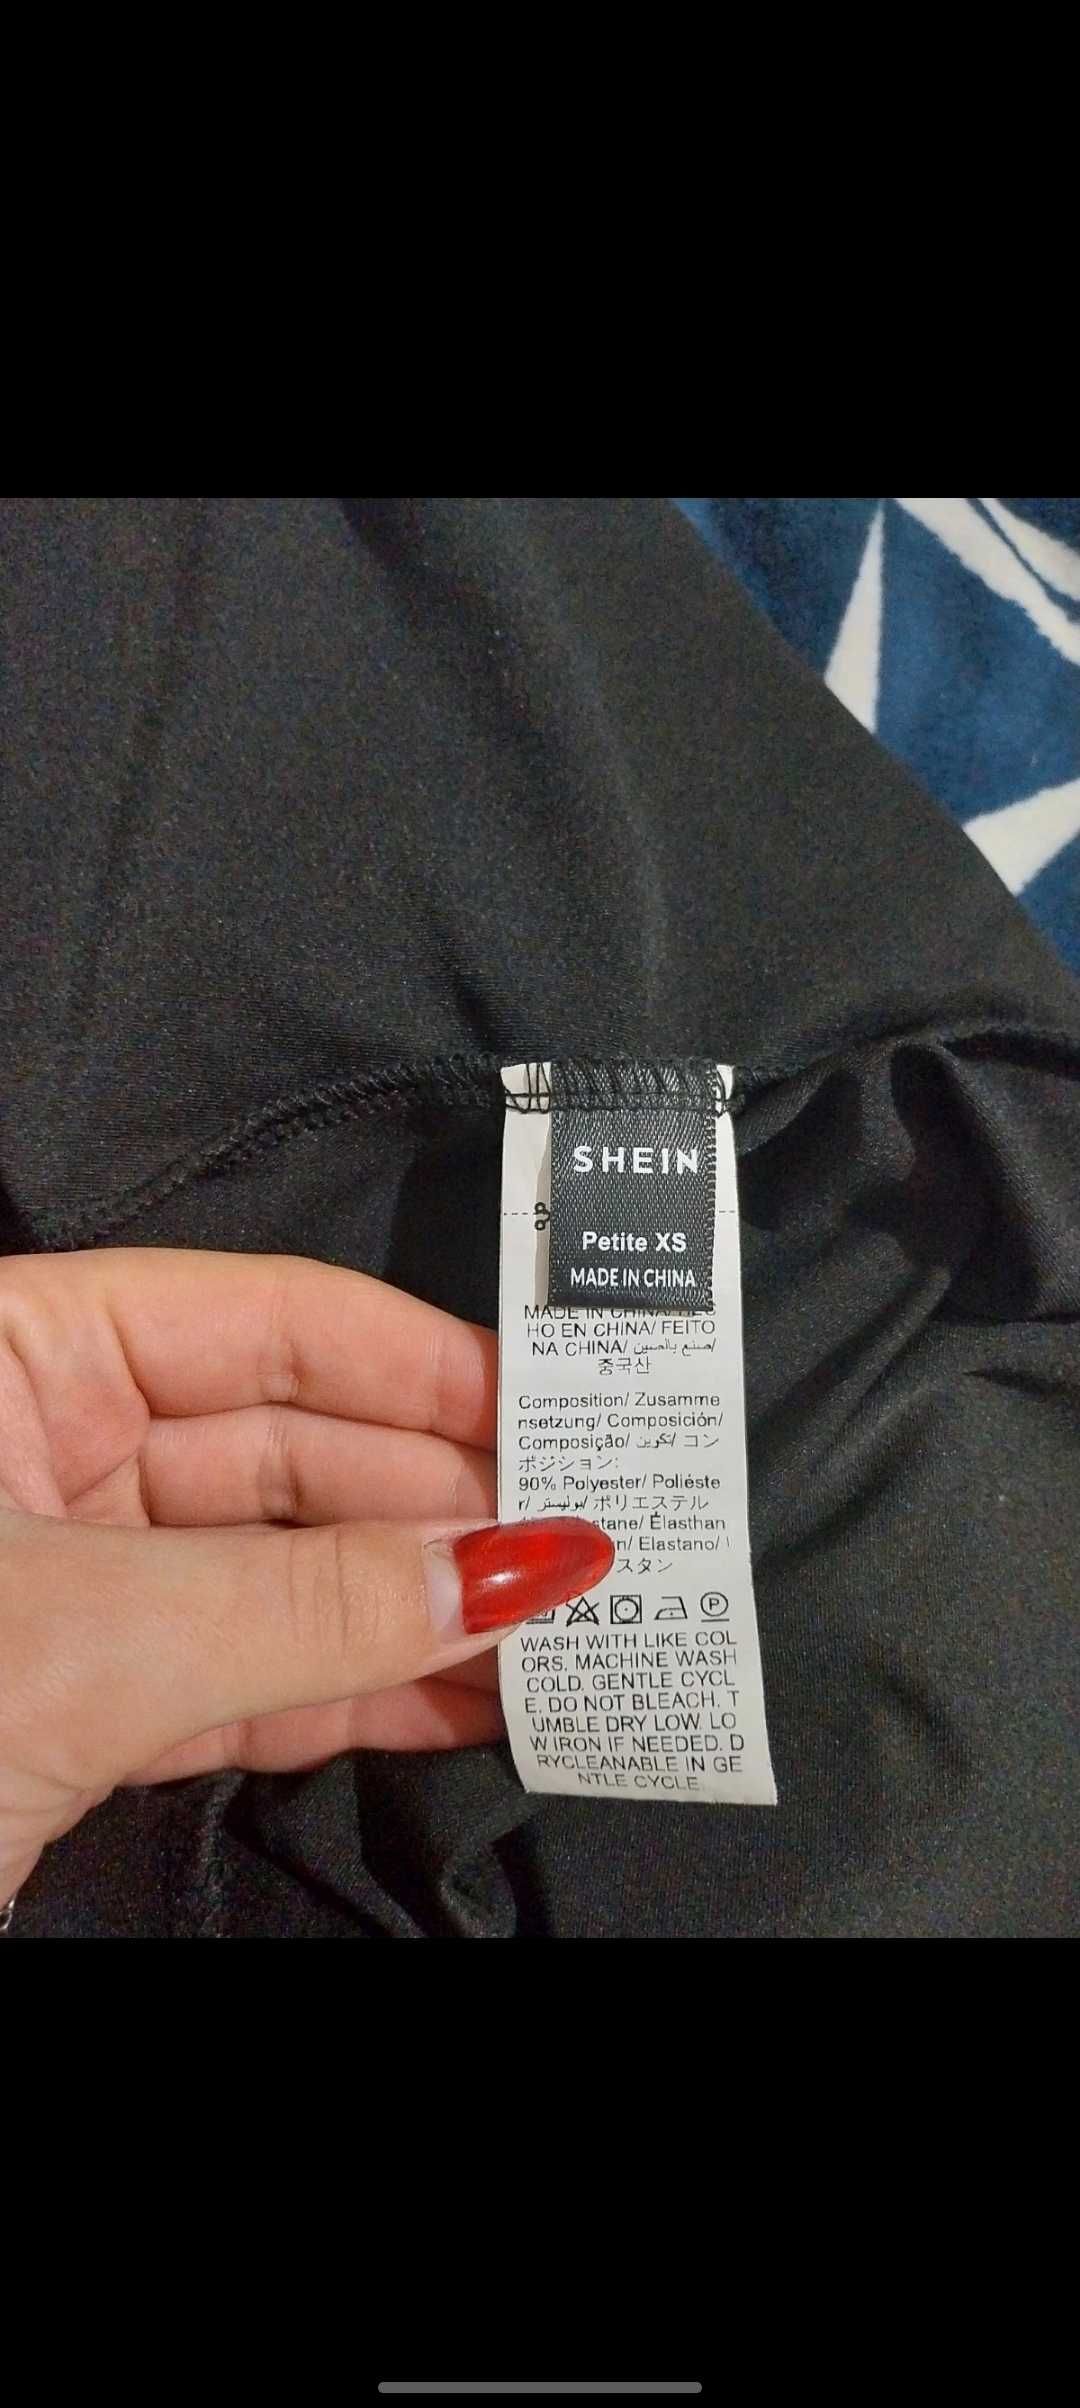 SHEIN
Petite XS
MADE IN CHINA
MADE IN CHINA/
HO EN CHINA/ FEITO
NA CHINA/ صنع بالصين/
중국산
Composition/ Zusamme
nsetzung/ Composición/
Composição/ تكوين/ コン
ポジション:
90% Polyester/ Poliéste
r/ بوليستر/ ポリエステル
stane/ Élasthan
n/ Elastano/
スタン
P
WASH WITH LIKE COL
ORS. MACHINE WASH
COLD. GENTLE CYCL
E. DO NOT BLEACH. T
UMBLE DRY LOW. LO
W IRON IF NEEDED. D
RYCLEANABLE IN GE
NTLE CYCLE